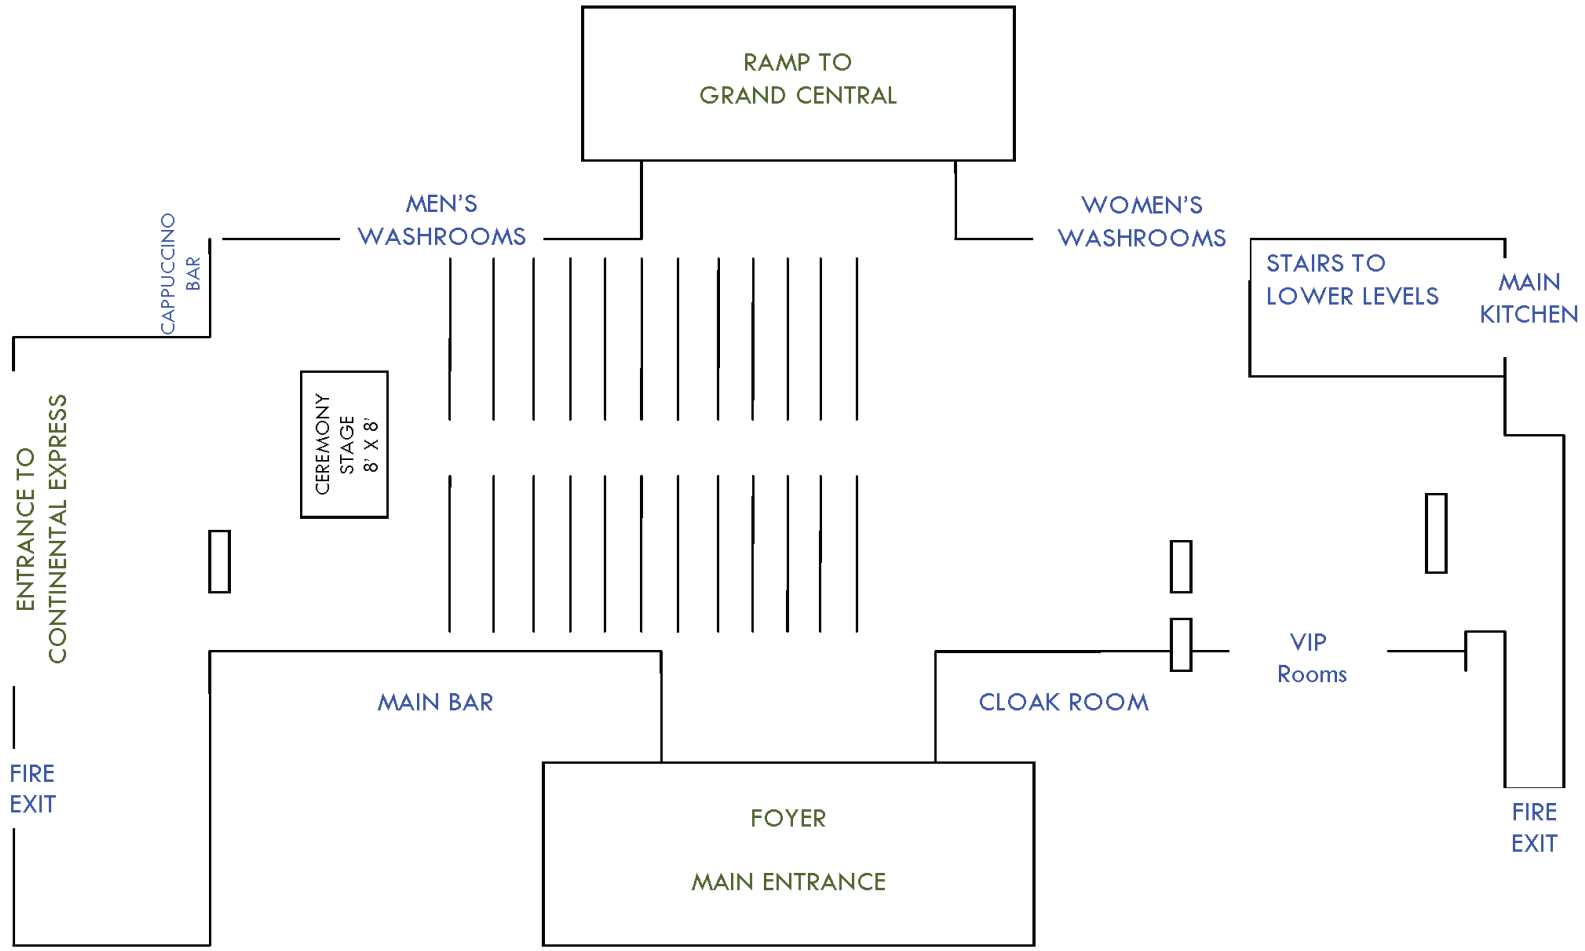 RAMP TO
GRAND CENTRAL
MEN'S
WASHROOMS
WOMEN'S
WASHROOMS
CAPPUCCINO
BAR
STAIRS TO
LOWER LEVELS
MAIN
KITCHEN
ENTRANCE TO
CONTINENTAL EXPRESS
CEREMONY
STAGE
8' X 8'
VIP
Rooms
MAIN BAR
CLOAK ROOM
FIRE
EXIT
FOYER
MAIN ENTRANCE
FIRE
EXIT